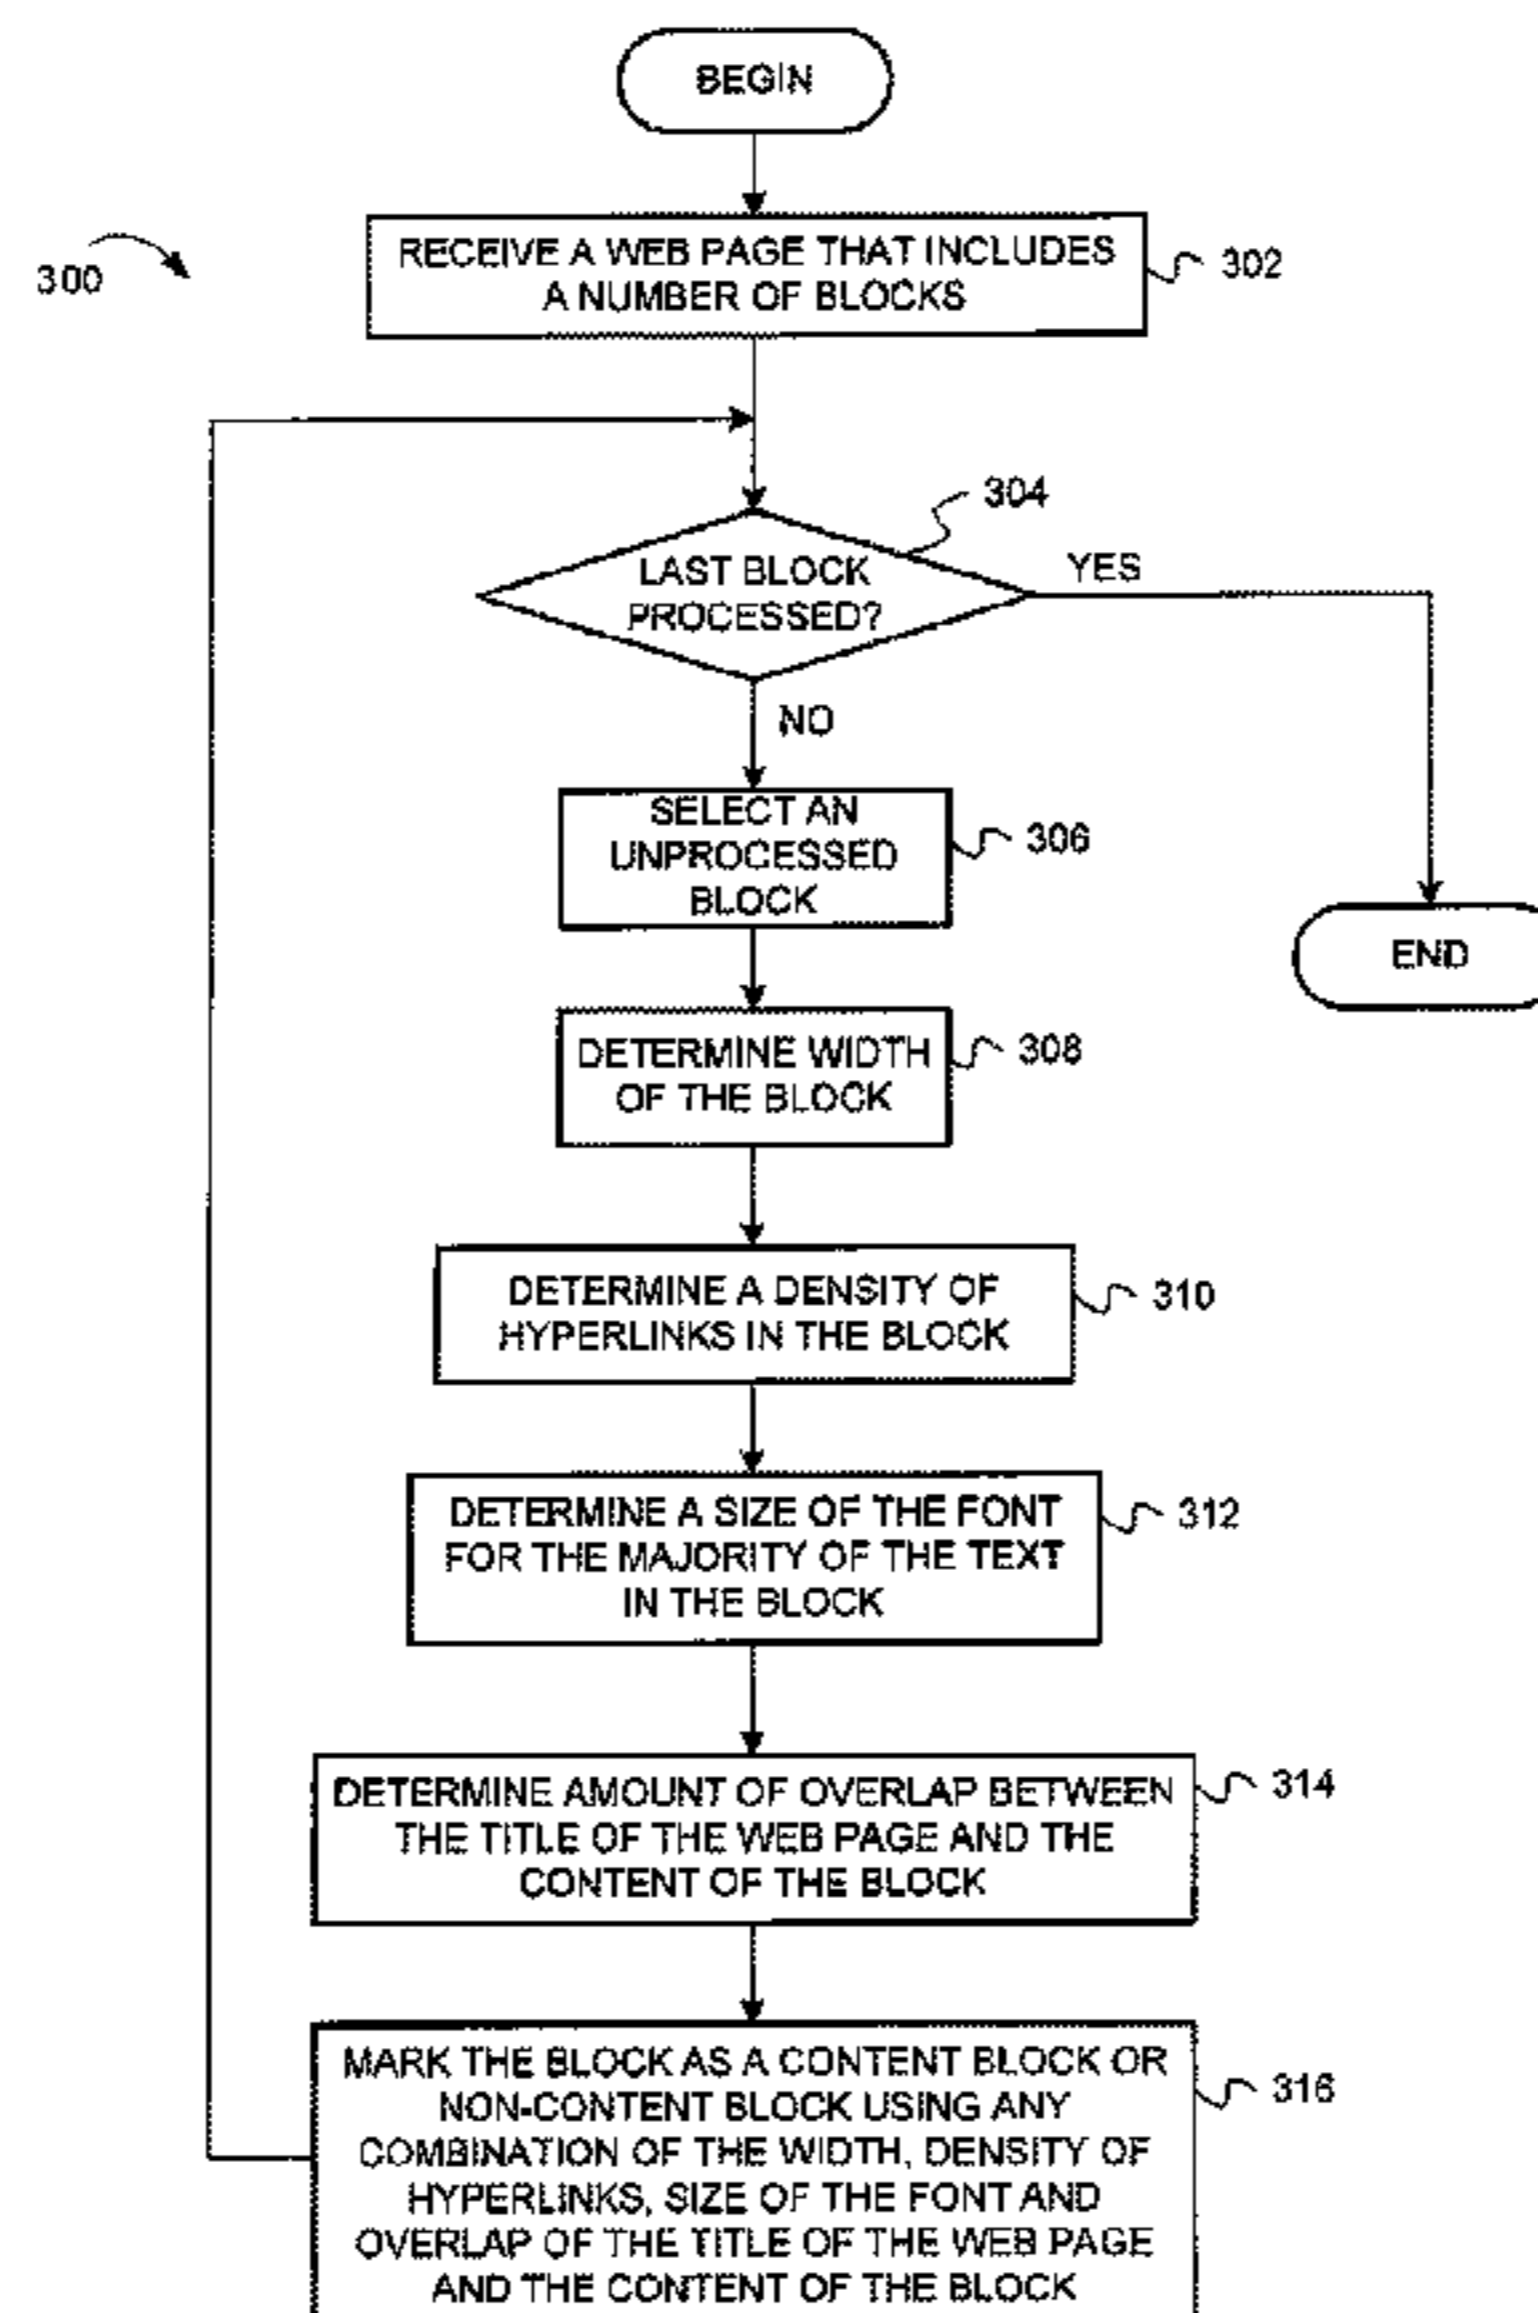 BEGIN
300
RECEIVE A WEB PAGE THAT INCLUDES
A NUMBER OF BLOCKS
302
304
LAST BLOCK
PROCESSED?
YES
NO
SELECT AN
UNPROCESSED
BLOCK
306
END
DETERMINE WIDTH
OF THE BLOCK
308
DETERMINE A DENSITY OF
HYPERLINKS IN THE BLOCK
310
DETERMINE A SIZE OF THE FONT
FOR THE MAJORITY OF THE TEXT
IN THE BLOCK
312
DETERMINE AMOUNT OF OVERLAP BETWEEN
THE TITLE OF THE WEB PAGE AND THE
CONTENT OF THE BLOCK
314
MARK THE BLOCK AS A CONTENT BLOCK OR
NON-CONTENT BLOCK USING ANY
COMBINATION OF THE WIDTH, DENSITY OF
HYPERLINKS, SIZE OF THE FONT AND
OVERLAP OF THE TITLE OF THE WEB PAGE
AND THE CONTENT OF THE BLOCK
316